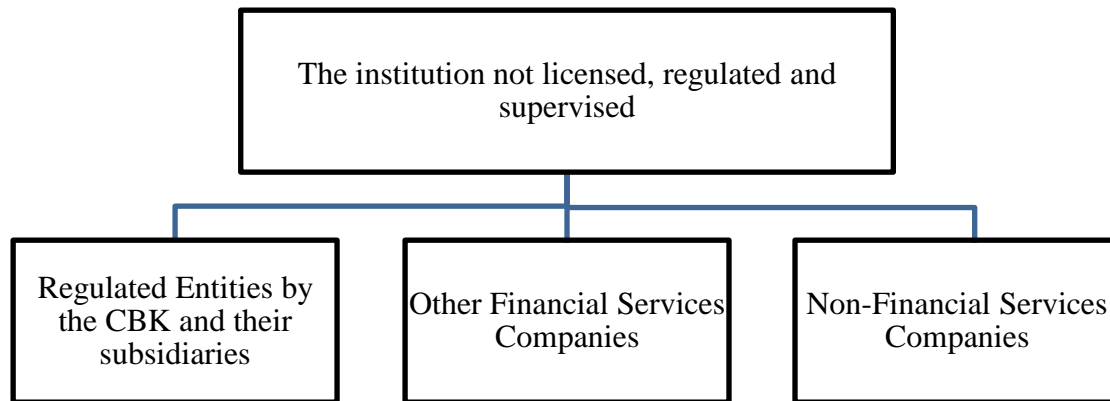 The institution not licensed, regulated and
supervised
Regulated Entities by
the CBK and their
subsidiaries
Other Financial Services
Companies
Non-Financial Services
Companies